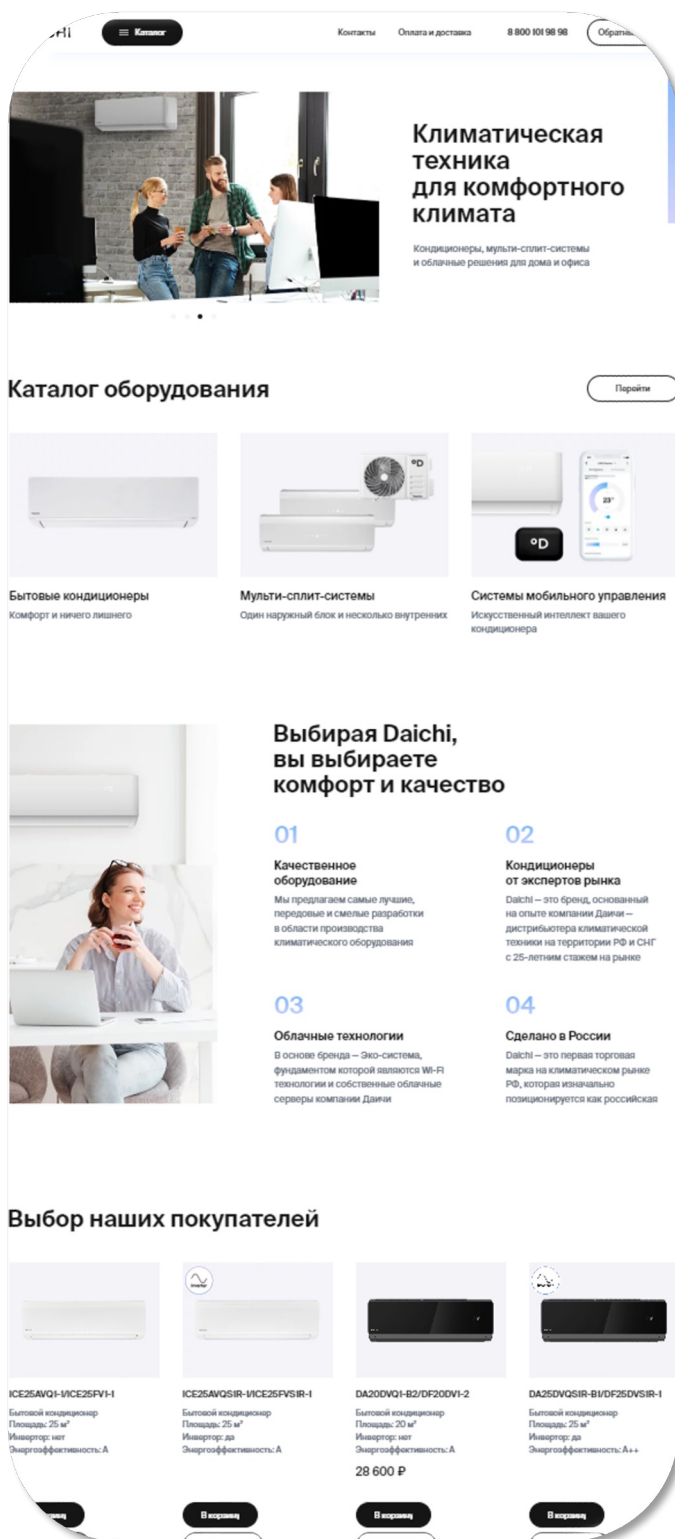 Каталог
Контакты
Оплата и доставка
8 800 101 98 98
Климатическая
техника
для комфортного
климата
Кондиционеры, мульти-сплит-системы
и облачные решения для дома и офиса
Каталог оборудования
Перейти
°D
23°
°D
Бытовые кондиционеры
Комфорт и ничего лишнего
Мульти-сплит-системы
Один наружный блок и несколько внутренних
Системы мобильного управления
Искусственный интеллект вашего
кондиционера
Выбирая Daichi,
вы выбираете
комфорт и качество
01
Качественное
оборудование
Мы предлагаем самые лучшие,
передовые и смелые разработки
в области производства
климатического оборудования
02
Кондиционеры
от экспертов рынка
Daichi — это бренд, основанный
на опыте компании Даичи —
дистрибьютера климатической
техники на территории РФ и СНГ
с 25-летним стажем на рынке
03
Облачные технологии
В основе бренда — Эко-система,
фундаментом которой являются Wi-Fi
технологии и собственные облачные
серверы компании Даичи
04
Сделано в России
Daichi — это первая торговая
марка на климатическом рынке
РФ, которая изначально
позиционируется как российская
Выбор наших покупателей
ICE25AVQ1-1/ICE25FV1-1
Бытовой кондиционер
Площадь: 25 м²
Инвертор: нет
Энергоэффективность: A
ICE25AVQS1R-1/ICE25FVS1R-1
Бытовой кондиционер
Площадь: 25 м²
Инвертор: да
Энергоэффективность: A
В корзину
DA20DVQ1-B2/DF20DV1-2
Бытовой кондиционер
Площадь: 20 м²
Инвертор: нет
Энергоэффективность: A
28 600 ₽
В корзину
DA25DVQS1R-B1/DF25DVS1R-1
Бытовой кондиционер
Площадь: 25 м²
Инвертор: да
Энергоэффективность: A++
В корзину